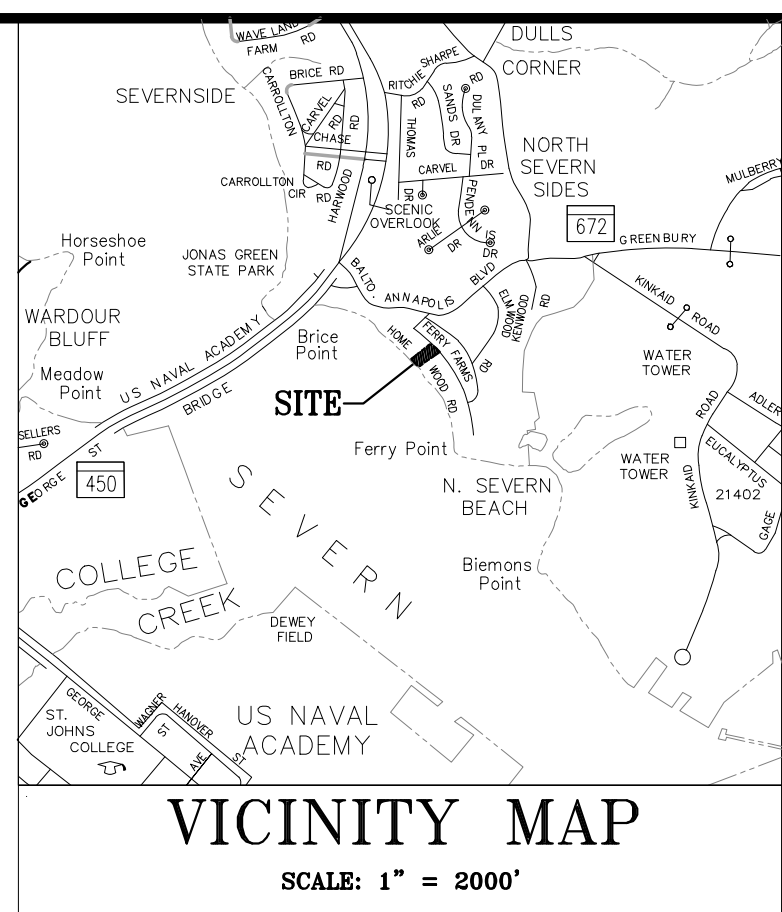 WAVE LAND
FARM RD
DULLS
CORNER
SEVERNSIDE
CARROLLTON
BRICE RD
RITCHIE
SHARPE
RD
CARVEL
RD
RD
CHASE
RD
THOMAS
DR
RD
SANDS DR
DULANY PL
DR
CARVEL
NORTH
SEVERN
SIDES
MULBERRY
CARROLLTON
CIR RD
HARWOOD
SCENIC
OVERLOOK
PENDENNIS
DR
ARLIE
DR
672
GREENBURY
Horseshoe
Point
JONAS GREEN
STATE PARK
BALTO. ANNAPOLIS BLVD
ELMWOOD
KENWOOD
RD
KINKAID ROAD
WARDOUR
BLUFF
US NAVAL ACADEMY
BRIDGE
Brice
Point
HOME
WOOD RD
FERRY FARMS
RD
WATER
TOWER
Meadow
Point
SITE
ADLER
SELLERS
RD
GEORGE ST
450
Ferry Point
WATER
TOWER
KINKAID ROAD
EUCALYPTUS
21402
GAGE
N. SEVERN
BEACH
SEVERN
COLLEGE
CREEK
Biemons
Point
DEWEY
FIELD
GEORGE
WAGNER
ST
HANOVER
ST
AVE
ST.
JOHNS
COLLEGE
US NAVAL
ACADEMY
VICINITY MAP
SCALE: 1" = 2000'